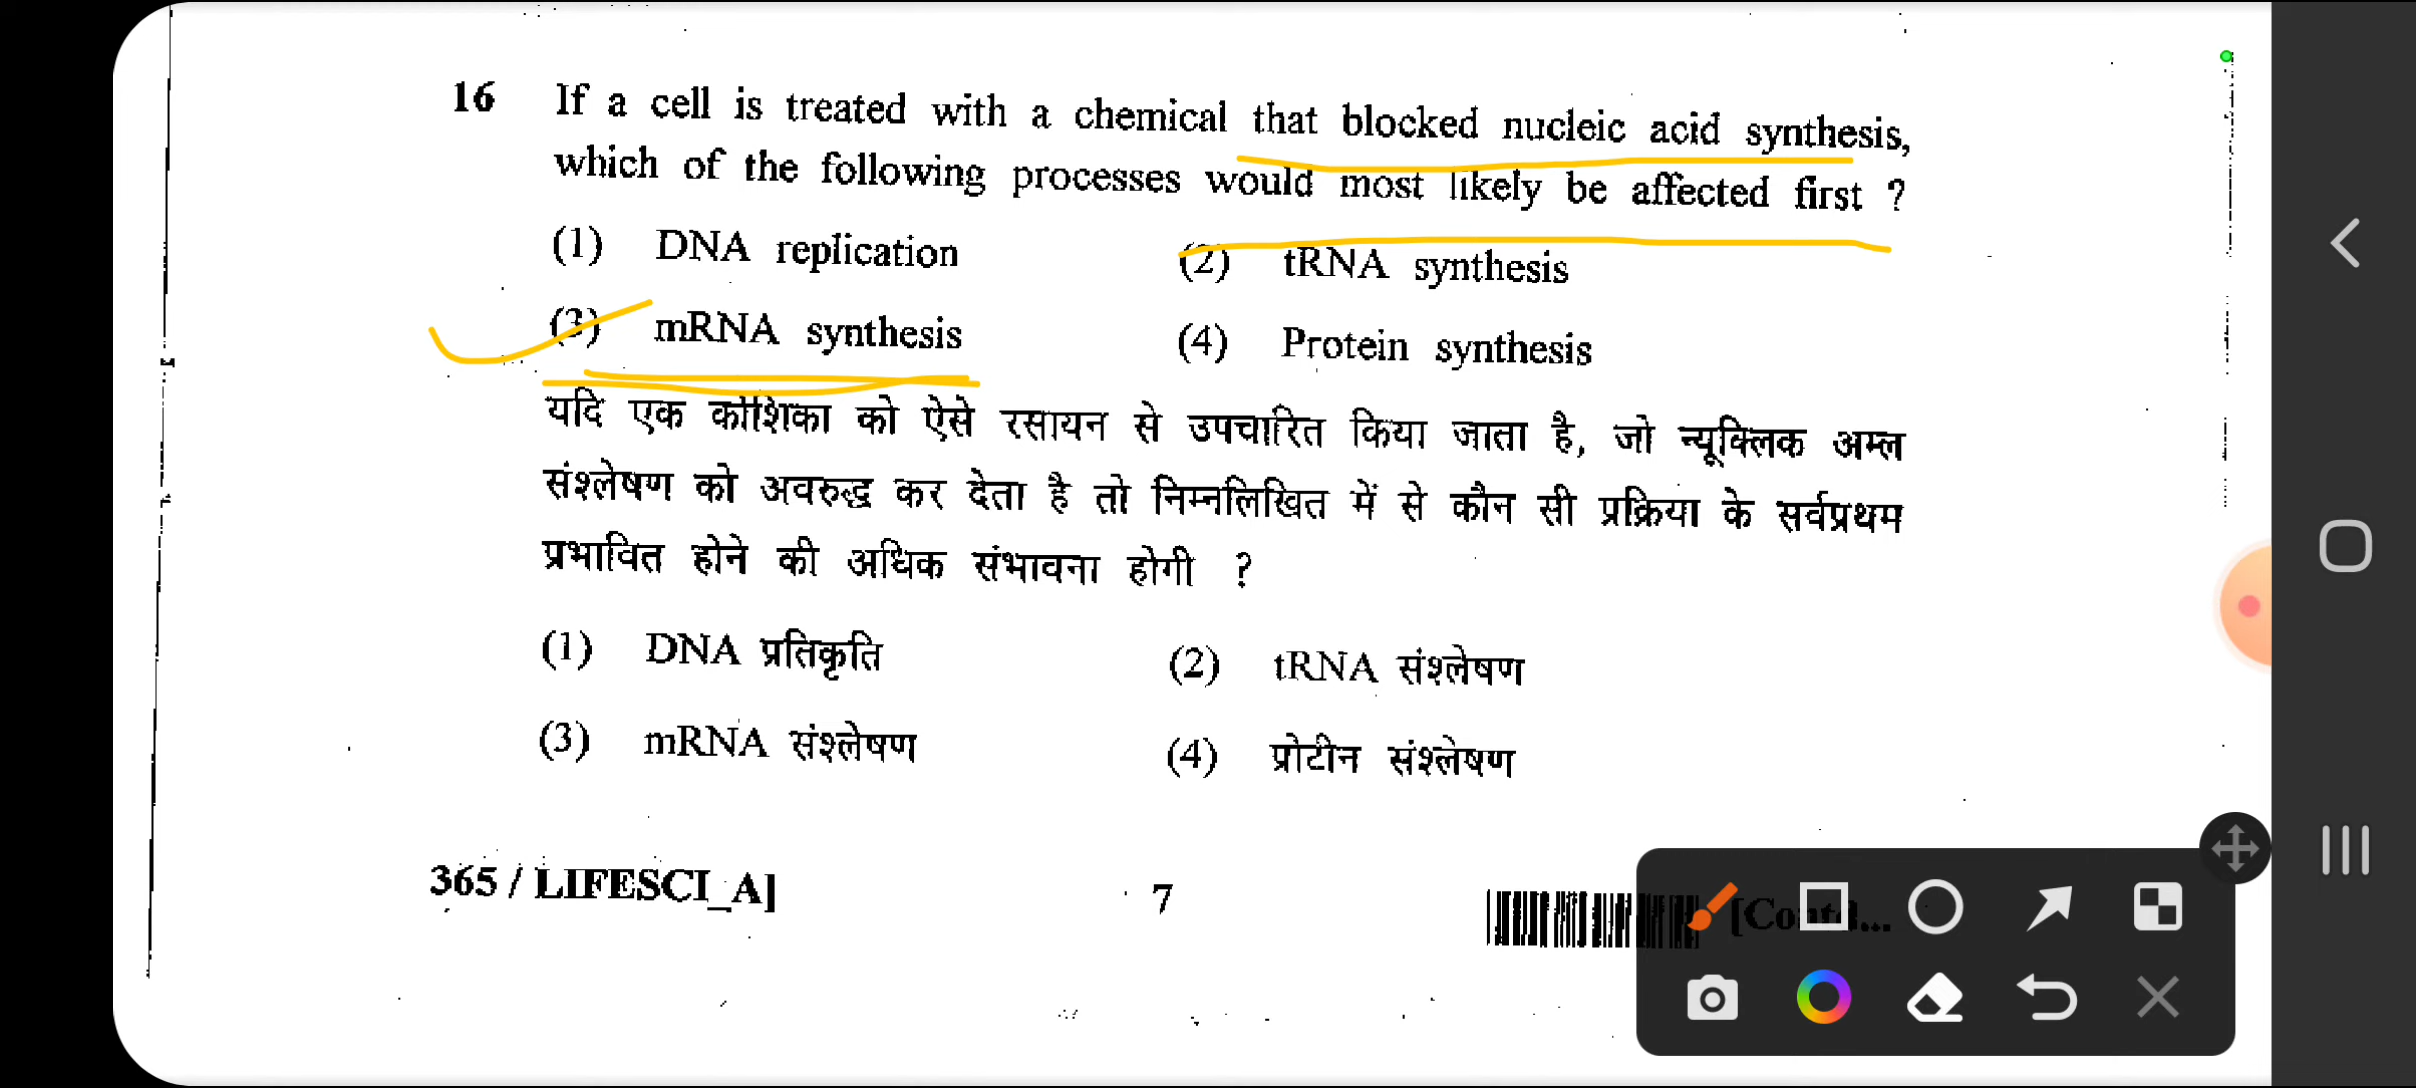 16 If a cell is treated with a chemical that blocked nucleic acid synthesis,
which of the following processes would most likely be affected first ?
(1) DNA replication (2) tRNA synthesis
(3) mRNA synthesis (4) Protein synthesis
यदि एक कोशिका को ऐसे रसायन से उपचारित किया जाता है, जो न्यूक्लिक अम्ल
संश्लेषण को अवरुद्ध कर देता है तो निम्नलिखित में से कौन सी प्रक्रिया के सर्वप्रथम
प्रभावित होने की अधिक संभावना होगी ?
(1) DNA प्रतिकृति (2) tRNA संश्लेषण
(3) mRNA संश्लेषण (4) प्रोटीन संश्लेषण
365 / LIFESCI_A] 7 [Contd...